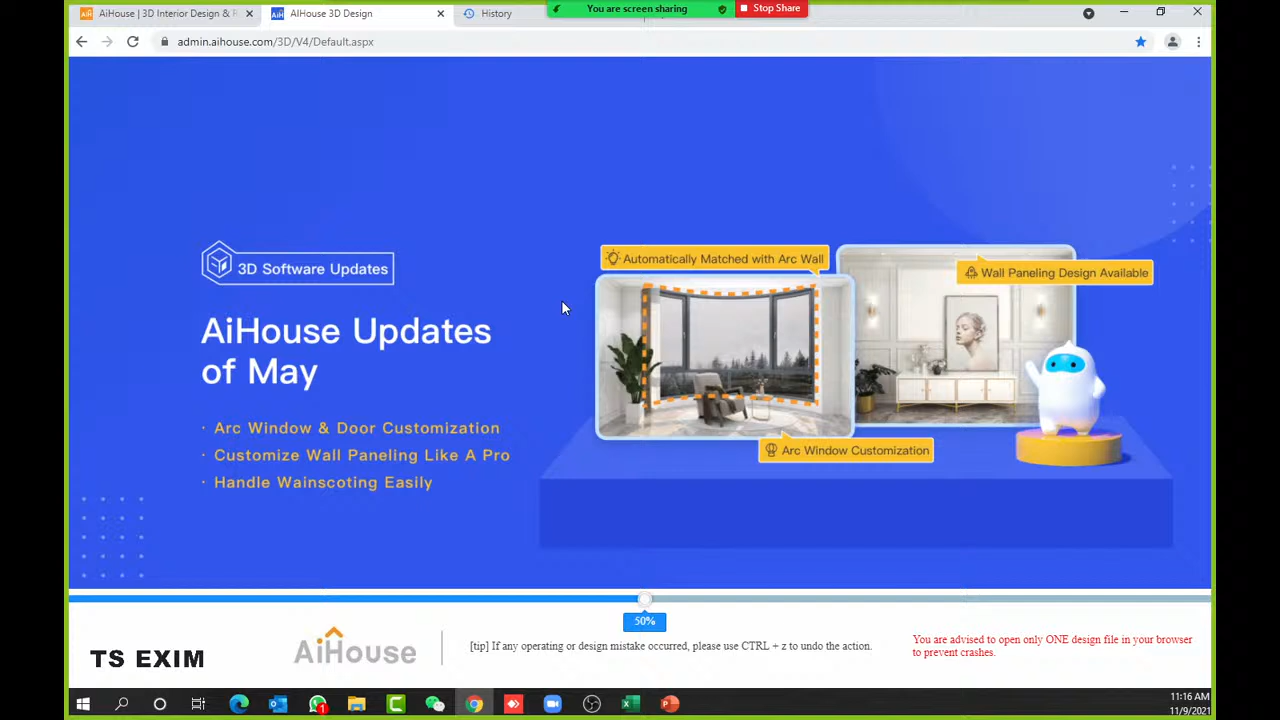 AiHouse | 3D Interior Design &
AIHouse 3D Design
History
You are screen sharing
Stop Share
admin.aihouse.com/3D/V4/Default.aspx
3D Software Updates
AiHouse Updates
of May
· Arc Window & Door Customization
· Customize Wall Paneling Like A Pro
· Handle Wainscoting Easily
Automatically Matched with Arc Wall
Wall Paneling Design Available
Arc Window Customization
50%
TS EXIM
AiHouse
[tip] If any operating or design mistake occurred, please use CTRL + z to undo the action.
You are advised to open only ONE design file in your browser
to prevent crashes.
1
11:16 AM
11/9/2021